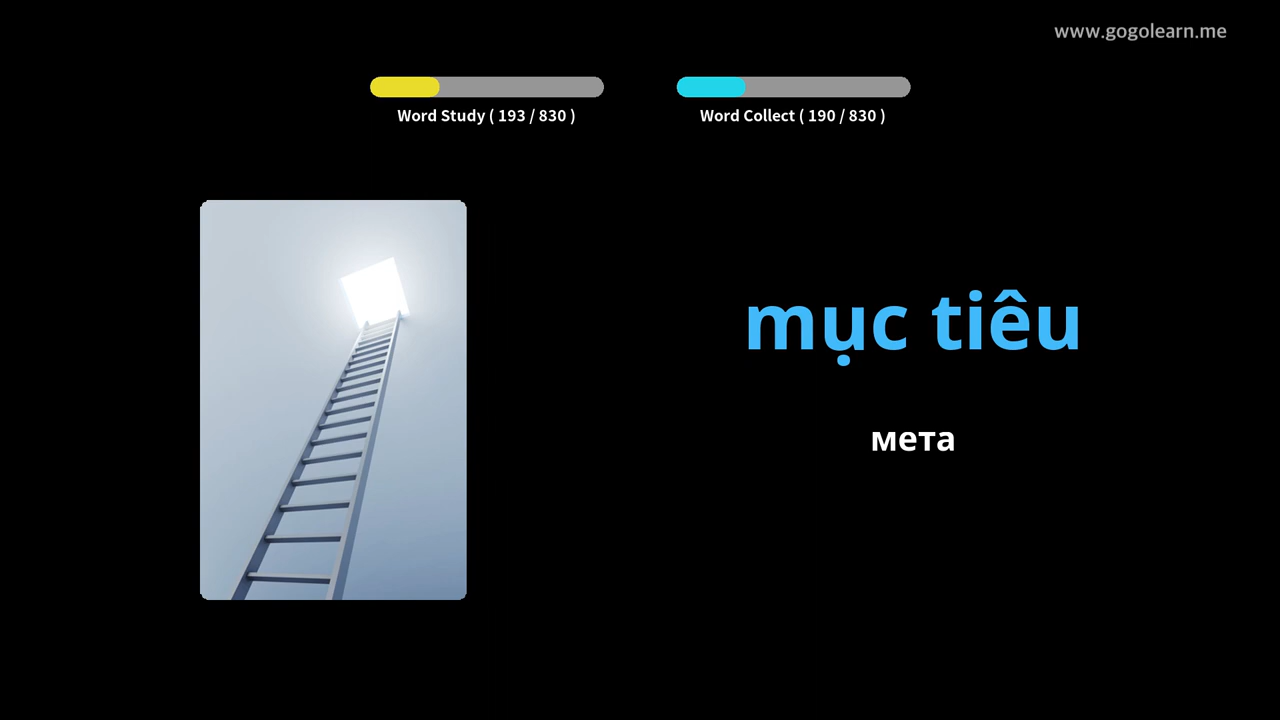 www.gogolearn.me
Word Study ( 193 / 830 )
Word Collect ( 190 / 830 )
mục tiêu
мета